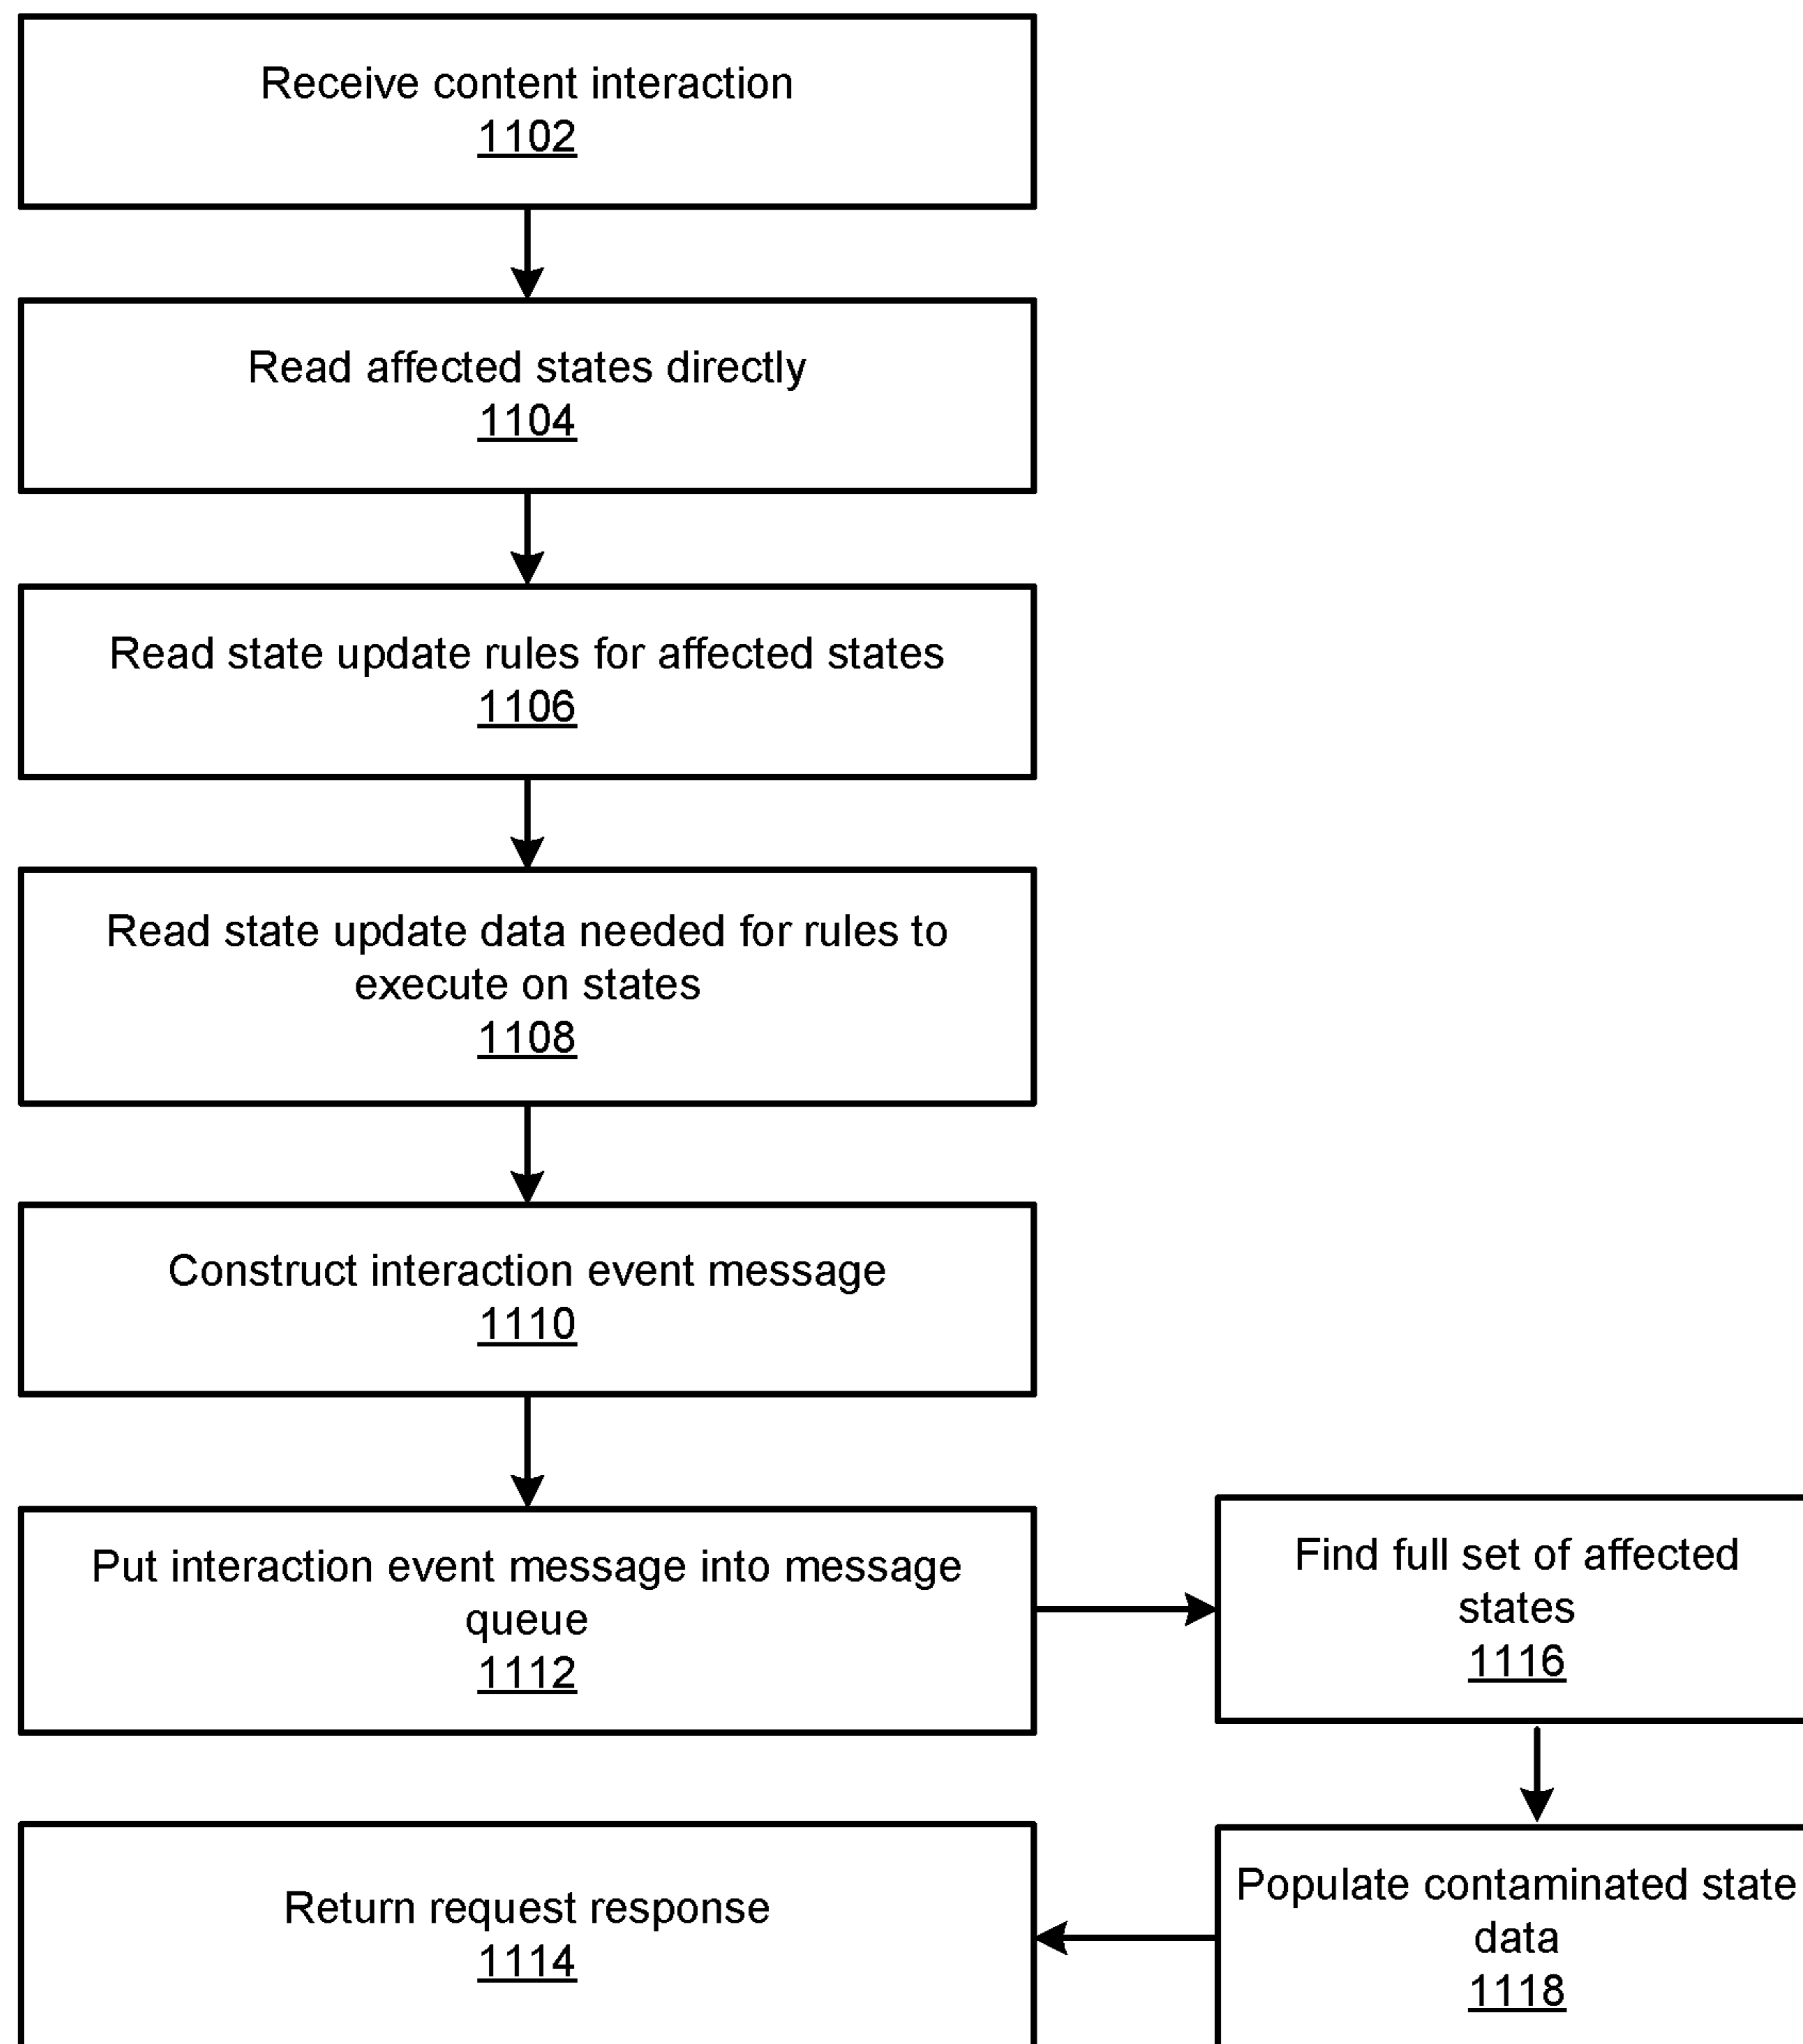 Receive content interaction
1102
Read affected states directly
1104
Read state update rules for affected states
1106
Read state update data needed for rules to
execute on states
1108
Construct interaction event message
1110
Put interaction event message into message
queue
1112
Find full set of affected
states
1116
Populate contaminated state
data
1118
Return request response
1114